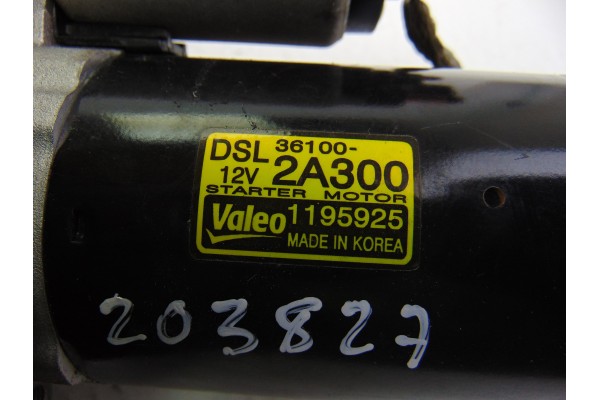 DSL 36100-
12V 2A300
STARTER MOTOR
Valeo 1195925
MADE IN KOREA
203827